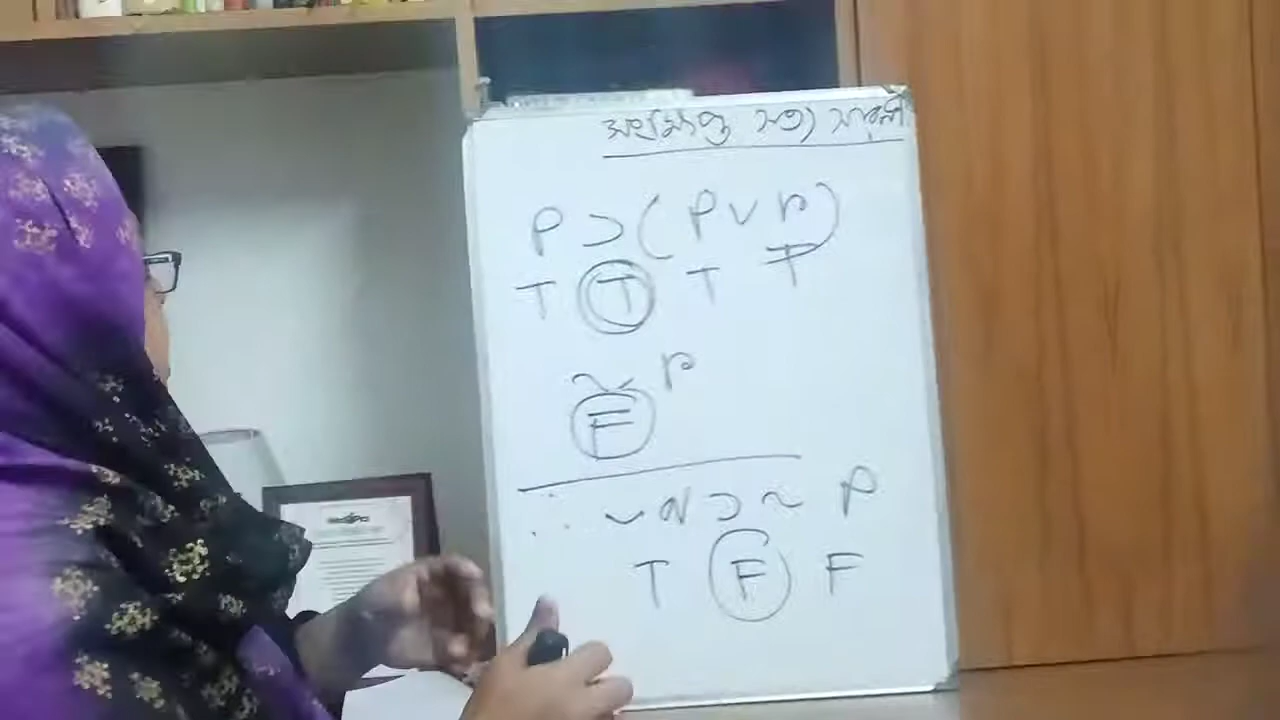 সংক্ষিপ্ত সত্য সারণী
P ⊃ ( P ∨ r )
T T T T
~ r
F
∴ ~ q ⊃ ~ P
T F F